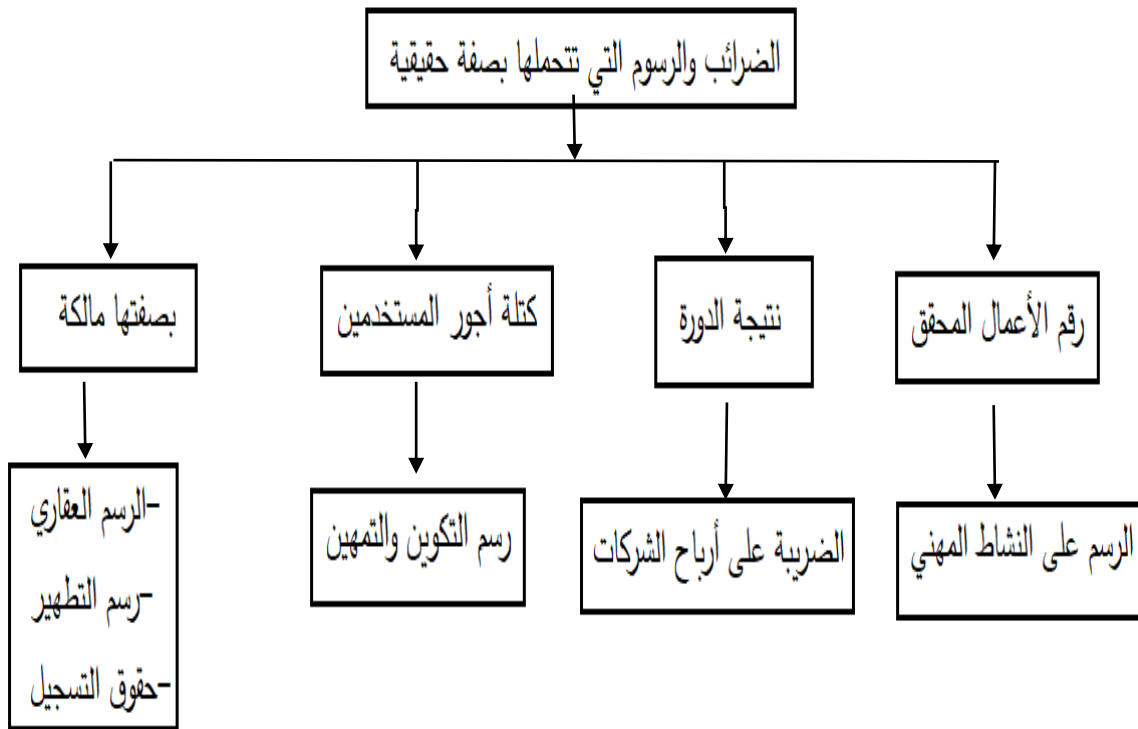 الضرائب والرسوم التي تتحملها بصفة حقيقية
رقم الأعمال المحقق
نتيجة الدورة
كتلة أجور المستخدمين
بصفتها مالكة
الرسم على النشاط المهني
الضريبة على أرباح الشركات
رسم التكوين والتمهين
-الرسم العقاري
-رسم التطهير
-حقوق التسجيل